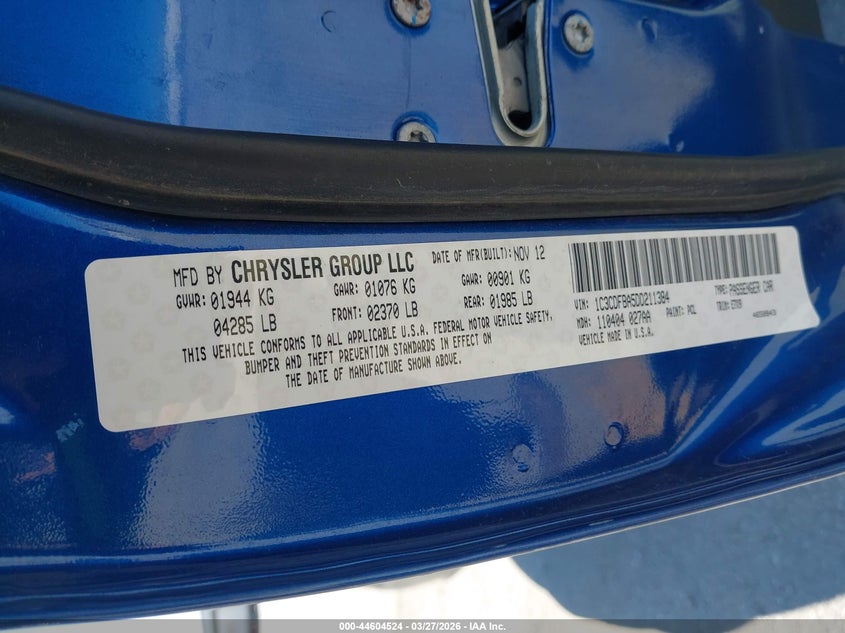 MFD BY CHRYSLER GROUP LLC DATE OF MFR(BUILT): NOV 12
GVWR: 01944 KG GAWR: 01076 KG GAWR: 00901 KG
04285 LB FRONT: 02370 LB REAR: 01985 LB
THIS VEHICLE CONFORMS TO ALL APPLICABLE U.S.A. FEDERAL MOTOR VEHICLE SAFETY,
BUMPER AND THEFT PREVENTION STANDARDS IN EFFECT ON
THE DATE OF MANUFACTURE SHOWN ABOVE.
VIN: 1C3CDFBA5DD211384 TYPE: PASSENGER CAR
MDH: 110404 027AA PAINT: PCL TRIM:
VEHICLE MADE IN U.S.A.
000-44604524 | 03/27/2026 - IAA Inc.